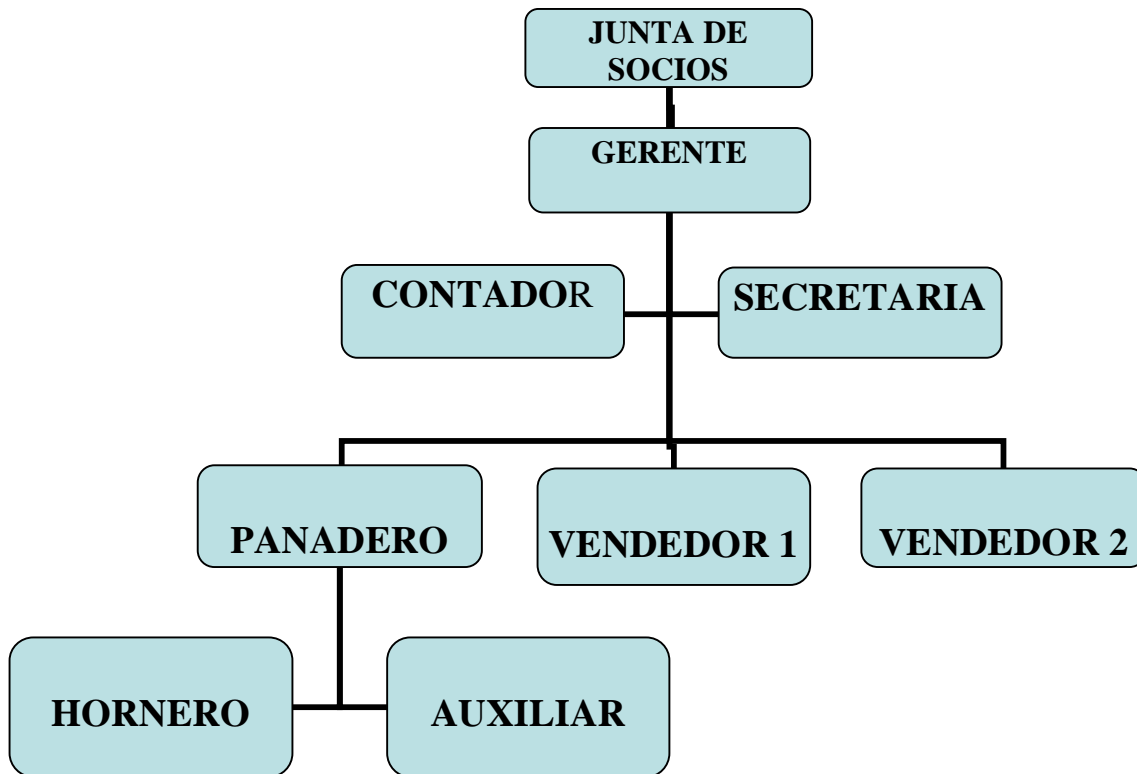 JUNTA DE
SOCIOS
GERENTE
CONTADOR
SECRETARIA
PANADERO
VENDEDOR 1
VENDEDOR 2
HORNERO
AUXILIAR